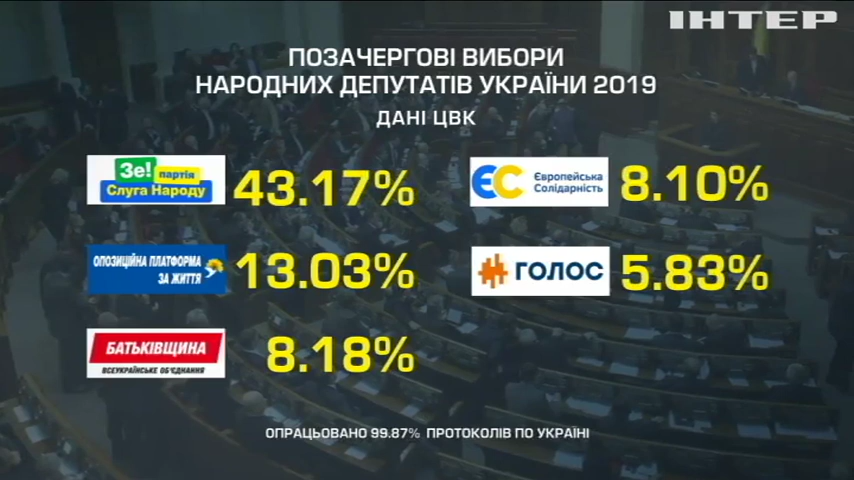 ІНТЕР
ПОЗАЧЕРГОВІ ВИБОРИ
НАРОДНИХ ДЕПУТАТІВ УКРАЇНИ 2019
ДАНІ ЦВК
Зе! партія
Слуга Народу
43.17%
ОПОЗИЦІЙНА ПЛАТФОРМА
ЗА ЖИТТЯ
13.03%
БАТЬКІВЩИНА
ВСЕУКРАЇНСЬКЕ ОБ'ЄДНАННЯ
8.18%
ЄС Європейська
Солідарність
8.10%
ГОЛОС
5.83%
ОПРАЦЬОВАНО 99.87% ПРОТОКОЛІВ ПО УКРАЇНІ